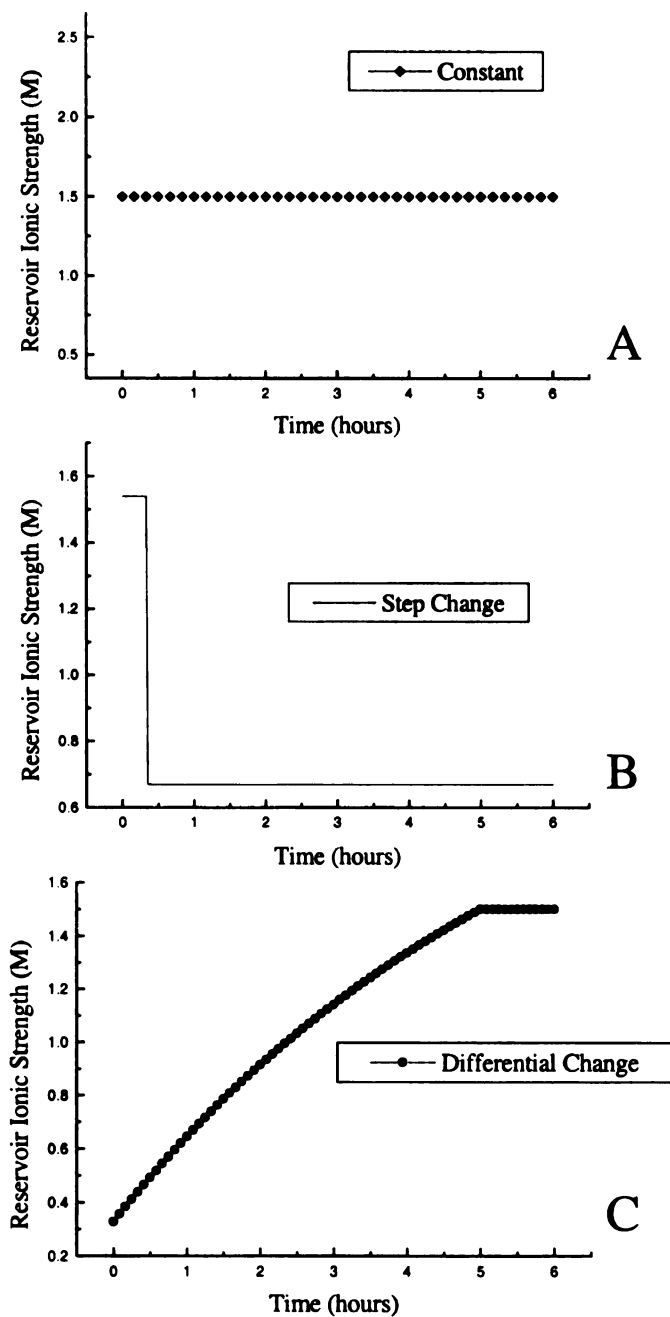 Reservoir Ionic Strength (M)
2.5
2.0
1.5
1.0
0.5
Constant
A
0 1 2 3 4 5 6
Time (hours)
Reservoir Ionic Strength (M)
1.6
1.4
1.2
1.0
0.8
0.6
Step Change
B
0 1 2 3 4 5 6
Time (hours)
Reservoir Ionic Strength (M)
1.6
1.4
1.2
1.0
0.8
0.6
0.4
0.2
Differential Change
C
0 1 2 3 4 5 6
Time (hours)